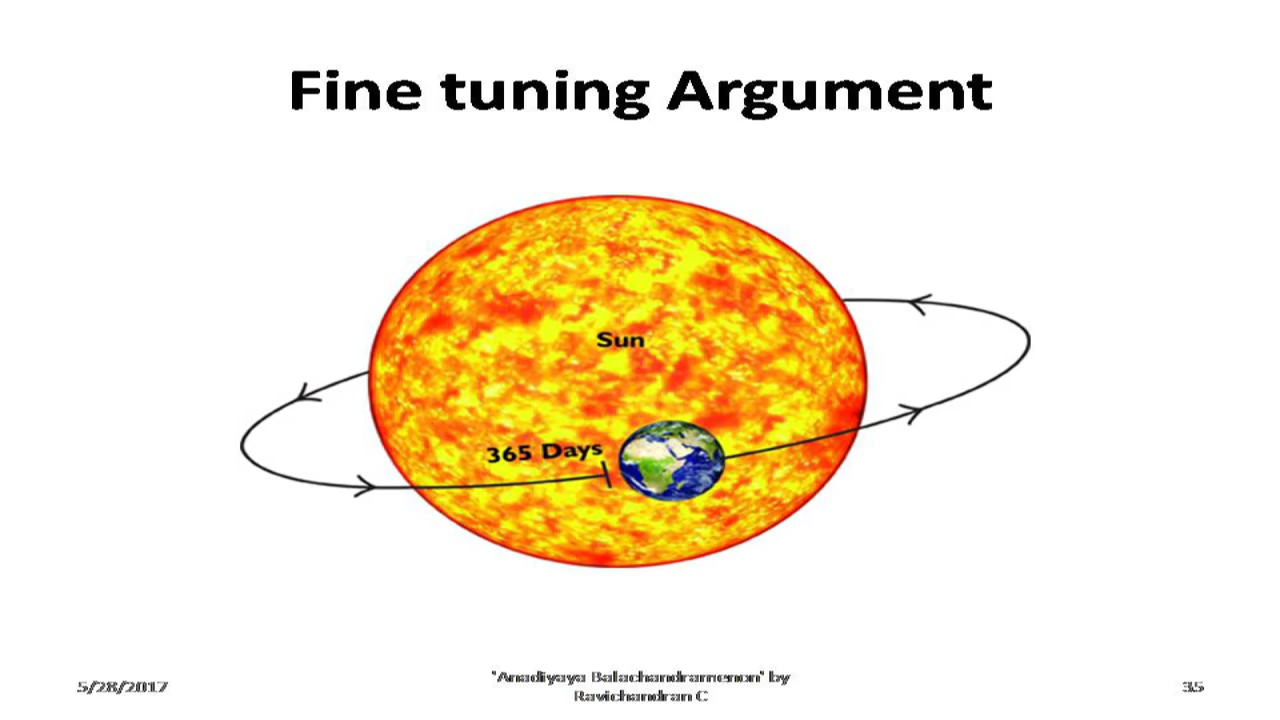 Fine tuning Argument
Sun
365 Days
5/28/2017
'Anadiyaya Balachandramenon' by
Ravichandran C
35